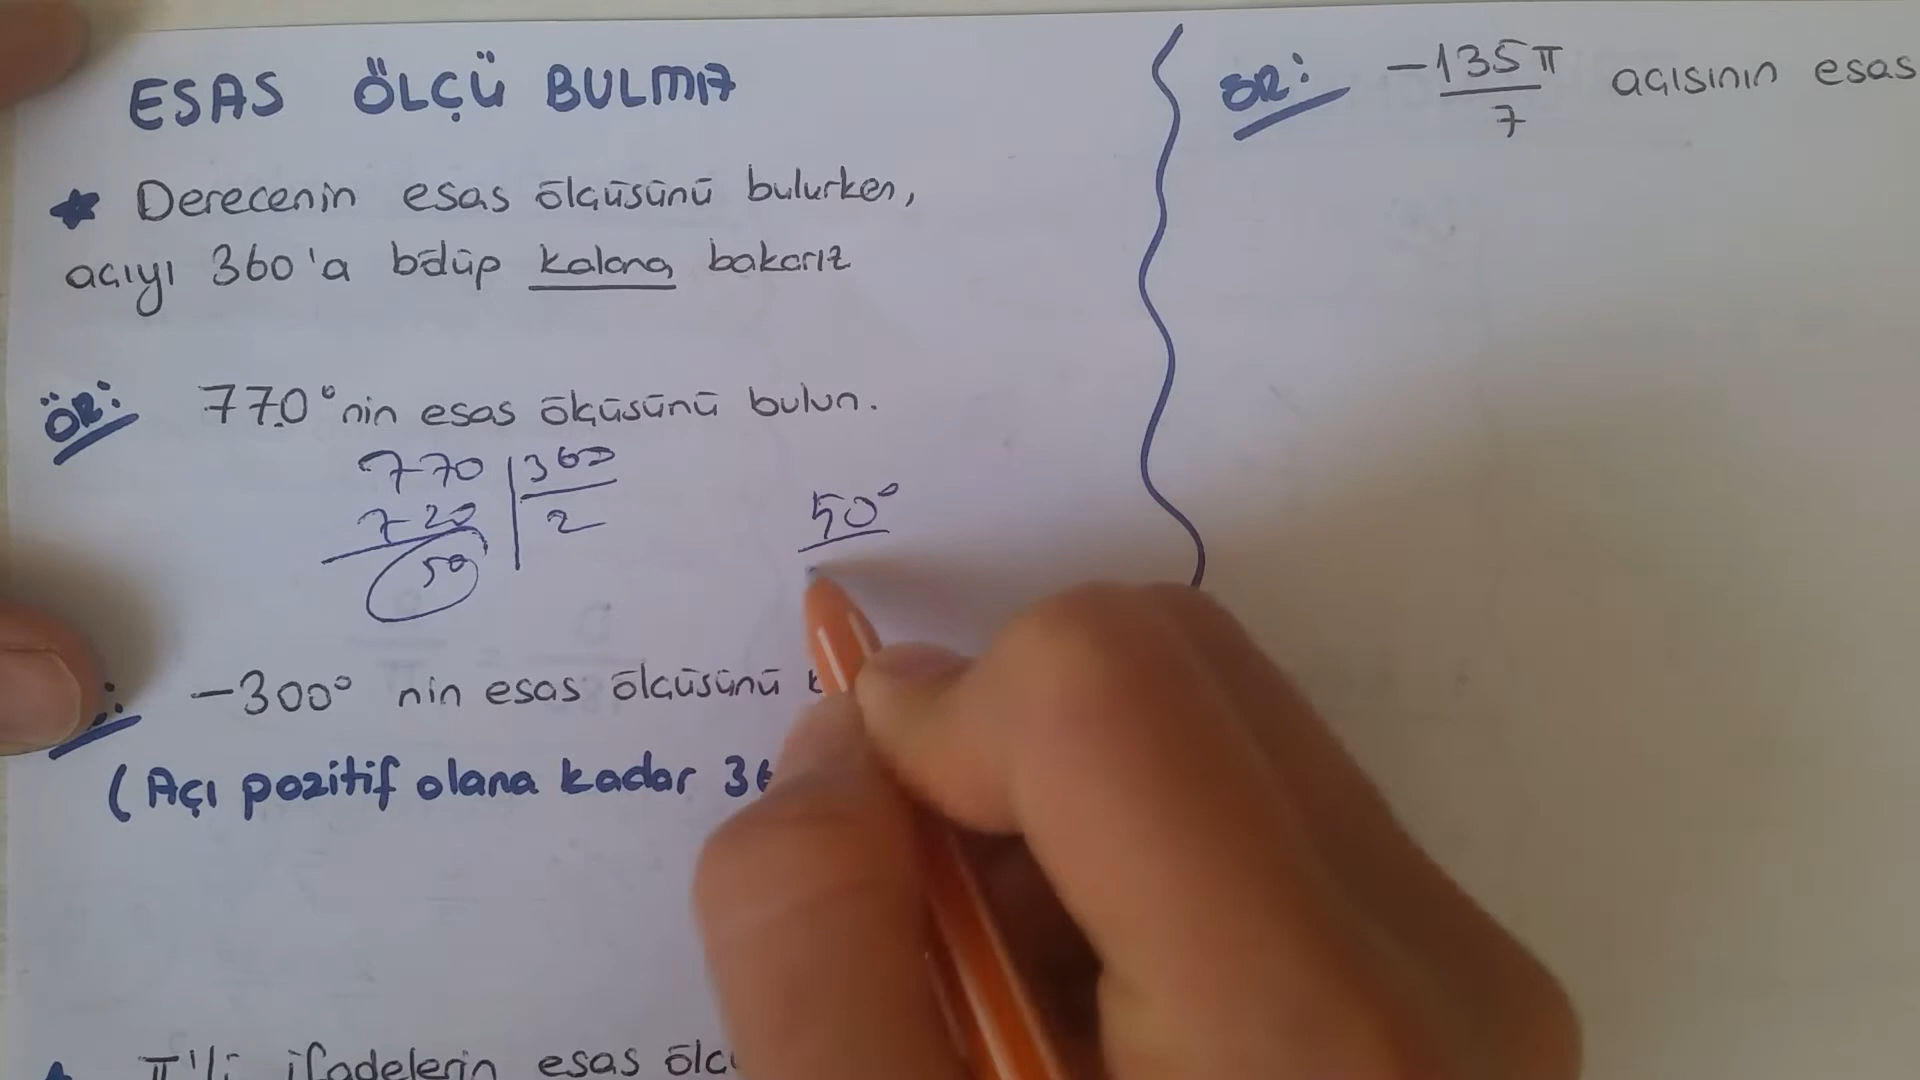 ESAS ÖLÇÜ BULMA
★ Derecenin esas ölçüsünü bulurken,
açıyı 360'a bölüp kalana bakarız
ÖR: 770° nin esas ölçüsünü bulun.
770 | 360
720 | 2
50
50°
-300° nin esas ölçüsünü
(Açı pozitif olana kadar
π'li ifadelerin esas
ÖR: -135π/7 açısının esas